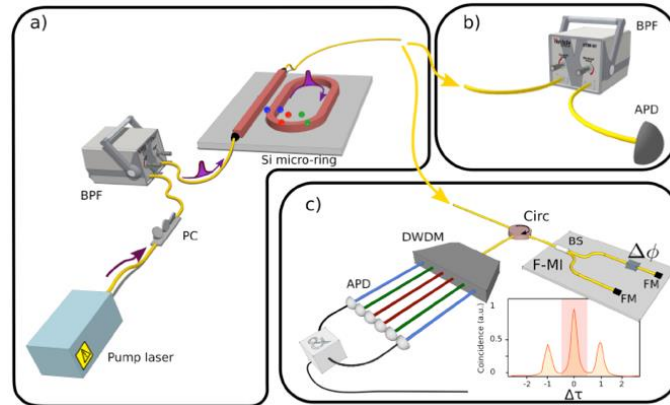 a)
BPF
PC
Pump laser
Si micro-ring
b)
BPF
APD
c)
Circ
DWDM
BS
Δϕ
F-MI
FM
FM
APD
Coincidence (a.u.)
1
0.5
0
-2
-1
0
1
2
Δτ